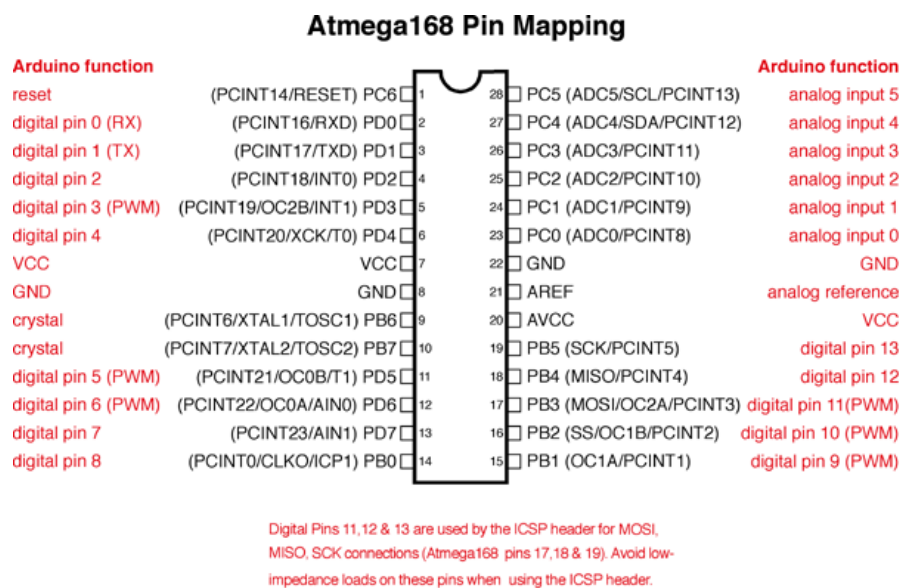 Atmega168 Pin Mapping
Arduino function Arduino function
reset (PCINT14/RESET) PC6 1 28 PC5 (ADC5/SCL/PCINT13) analog input 5
digital pin 0 (RX) (PCINT16/RXD) PD0 2 27 PC4 (ADC4/SDA/PCINT12) analog input 4
digital pin 1 (TX) (PCINT17/TXD) PD1 3 26 PC3 (ADC3/PCINT11) analog input 3
digital pin 2 (PCINT18/INT0) PD2 4 25 PC2 (ADC2/PCINT10) analog input 2
digital pin 3 (PWM) (PCINT19/OC2B/INT1) PD3 5 24 PC1 (ADC1/PCINT9) analog input 1
digital pin 4 (PCINT20/XCK/T0) PD4 6 23 PC0 (ADC0/PCINT8) analog input 0
VCC VCC 7 22 GND GND
GND GND 8 21 AREF analog reference
crystal (PCINT6/XTAL1/TOSC1) PB6 9 20 AVCC VCC
crystal (PCINT7/XTAL2/TOSC2) PB7 10 19 PB5 (SCK/PCINT5) digital pin 13
digital pin 5 (PWM) (PCINT21/OC0B/T1) PD5 11 18 PB4 (MISO/PCINT4) digital pin 12
digital pin 6 (PWM) (PCINT22/OC0A/AIN0) PD6 12 17 PB3 (MOSI/OC2A/PCINT3) digital pin 11(PWM)
digital pin 7 (PCINT23/AIN1) PD7 13 16 PB2 (SS/OC1B/PCINT2) digital pin 10 (PWM)
digital pin 8 (PCINT0/CLKO/ICP1) PB0 14 15 PB1 (OC1A/PCINT1) digital pin 9 (PWM)
Digital Pins 11,12 & 13 are used by the ICSP header for MOSI,
MISO, SCK connections (Atmega168 pins 17,18 & 19). Avoid low-
impedance loads on these pins when using the ICSP header.